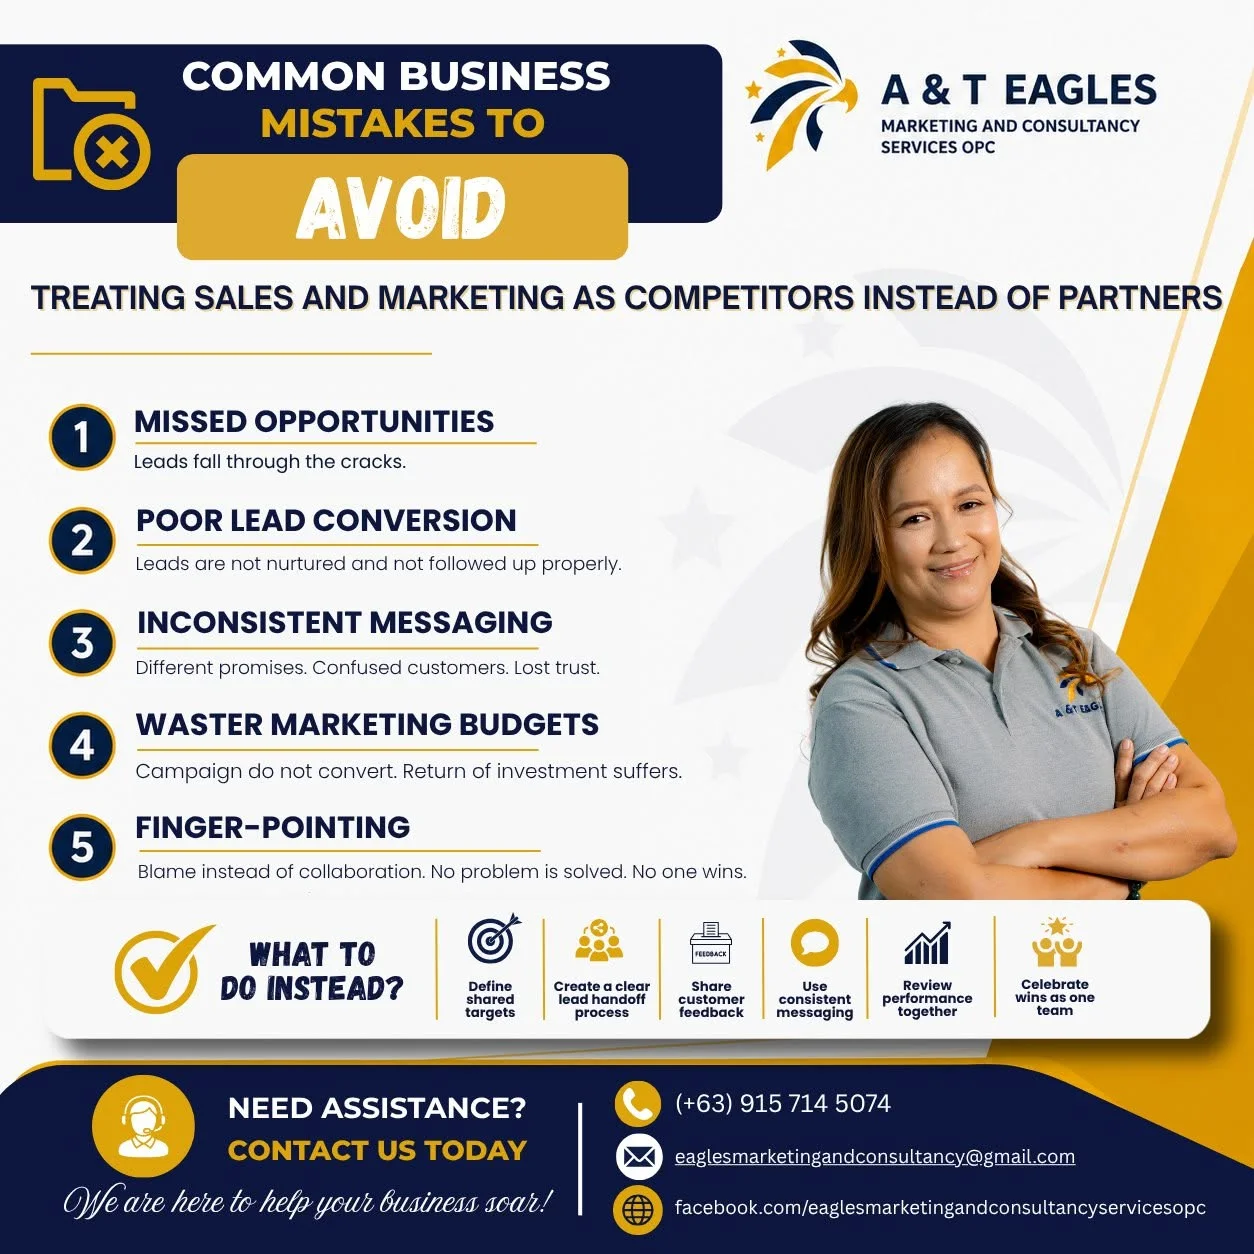 COMMON BUSINESS
MISTAKES TO
AVOID
A & T EAGLES
MARKETING AND CONSULTANCY
SERVICES OPC
TREATING SALES AND MARKETING AS COMPETITORS INSTEAD OF PARTNERS
1
MISSED OPPORTUNITIES
Leads fall through the cracks.
2
POOR LEAD CONVERSION
Leads are not nurtured and not followed up properly.
3
INCONSISTENT MESSAGING
Different promises. Confused customers. Lost trust.
4
WASTER MARKETING BUDGETS
Campaign do not convert. Return of investment suffers.
5
FINGER-POINTING
Blame instead of collaboration. No problem is solved. No one wins.
A & T EAGL
WHAT TO
DO INSTEAD?
Define
shared
targets
Create a clear
lead handoff
process
FEEDBACK
Share
customer
feedback
Use
consistent
messaging
Review
performance
together
Celebrate
wins as one
team
NEED ASSISTANCE?
CONTACT US TODAY
We are here to help your business soar!
(+63) 915 714 5074
eaglesmarketingandconsultancy@gmail.com
facebook.com/eaglesmarketingandconsultancyservicesopc